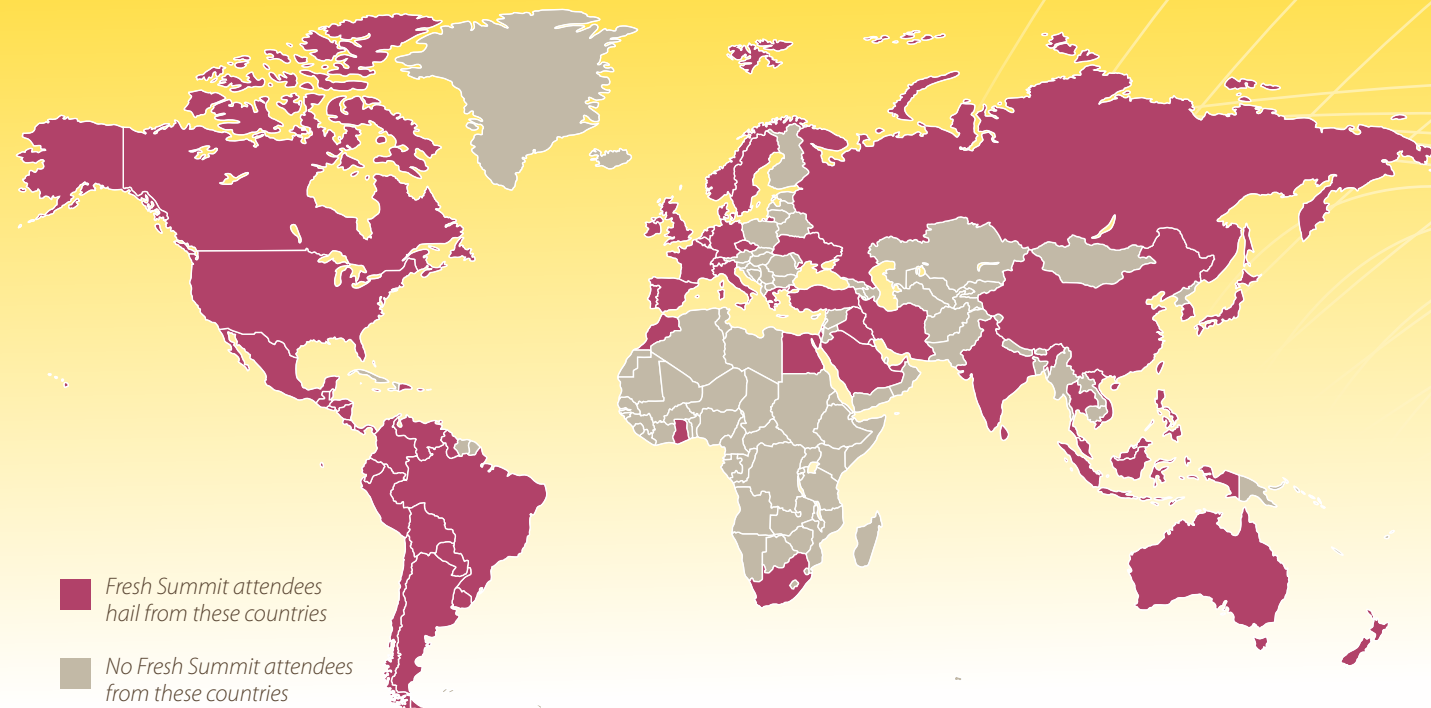 Fresh Summit attendees
hail from these countries
No Fresh Summit attendees
from these countries